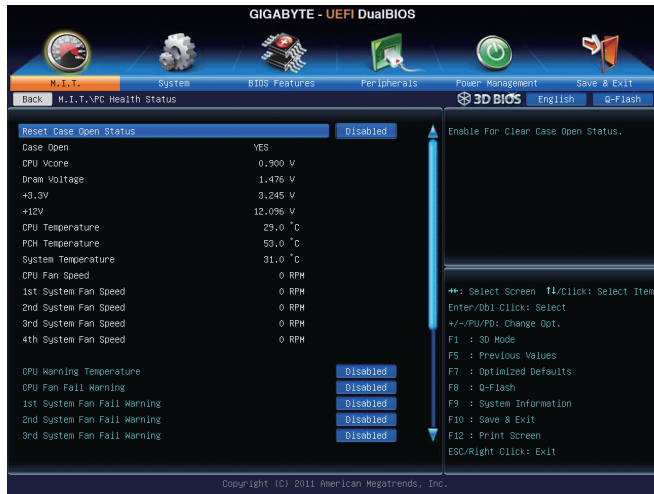 GIGABYTE - UEFI DualBIOS
M.I.T. System BIOS Features Peripherals Power Management Save & Exit
Back M.I.T.\PC Health Status 3D BIOS English Q-Flash
Reset Case Open Status Disabled
Case Open YES
CPU Vcore 0.900 V
Dram Voltage 1.476 V
+3.3V 3.245 V
+12V 12.096 V
CPU Temperature 29.0 °C
PCH Temperature 53.0 °C
System Temperature 31.0 °C
CPU Fan Speed 0 RPM
1st System Fan Speed 0 RPM
2nd System Fan Speed 0 RPM
3rd System Fan Speed 0 RPM
4th System Fan Speed 0 RPM
CPU Warning Temperature Disabled
CPU Fan Fail Warning Disabled
1st System Fan Fail Warning Disabled
2nd System Fan Fail Warning Disabled
3rd System Fan Fail Warning Disabled
Enable For Clear Case Open Status.
→←: Select Screen ↑↓/Click: Select Item
Enter/Dbl Click: Select
+/-/PU/PD: Change Opt.
F1 : 3D Mode
F5 : Previous Values
F7 : Optimized Defaults
F8 : Q-Flash
F9 : System Information
F10 : Save & Exit
F12 : Print Screen
ESC/Right Click: Exit
Copyright (C) 2011 American Megatrends, Inc.